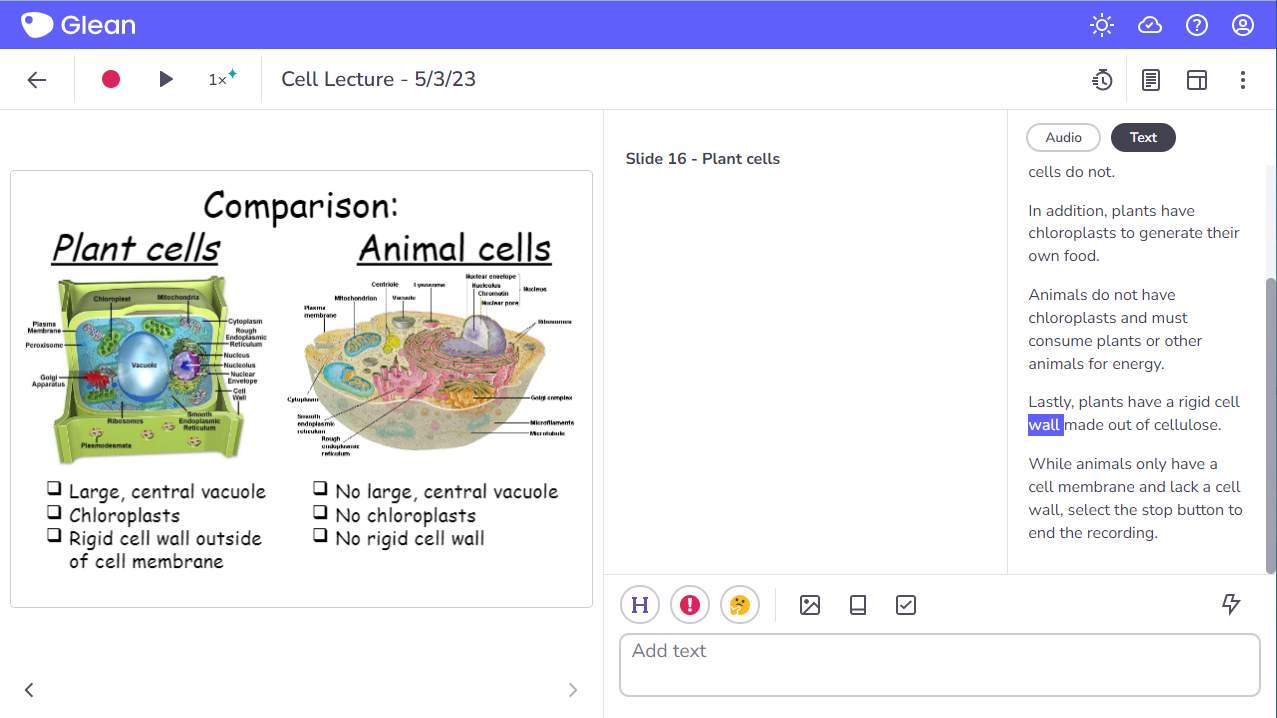 Glean
1×
Cell Lecture - 5/3/23
Comparison:
Plant cells
Animal cells
Chloroplast
Mitochondria
Plasma
Membrane
Peroxisome
Golgi
Apparatus
Vacuole
Cytoplasm
Rough
Endoplasmic
Reticulum
Nucleus
Nucleolus
Nuclear
Envelope
Cell
Wall
Ribosomes
Smooth
Endoplasmic
Reticulum
Plasmodesmata
Nuclear envelope
Nucleolus
Chromatin
Nuclear pore
Nucleus
Centriole
Lysosome
Mitochondrion
Vacuole
Plasma
membrane
Ribosomes
Cytoplasm
Smooth
endoplasmic
reticulum
Rough
endoplasmic
reticulum
Golgi complex
Microfilaments
Microtubule
Large, central vacuole
Chloroplasts
Rigid cell wall outside
of cell membrane
No large, central vacuole
No chloroplasts
No rigid cell wall
Slide 16 - Plant cells
Audio
Text
cells do not.
In addition, plants have
chloroplasts to generate their
own food.
Animals do not have
chloroplasts and must
consume plants or other
animals for energy.
Lastly, plants have a rigid cell
wall made out of cellulose.
While animals only have a
cell membrane and lack a cell
wall, select the stop button to
end the recording.
H
Add text